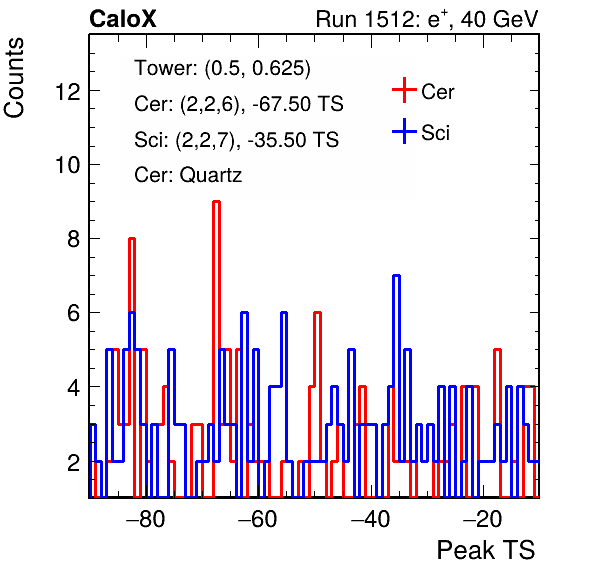 CaloX Run 1512: e+, 40 GeV
Counts
Tower: (0.5, 0.625)
Cer: (2,2,6), -67.50 TS
Sci: (2,2,7), -35.50 TS
Cer: Quartz
Cer
Sci
12
10
8
6
4
2
−80 −60 −40 −20
Peak TS